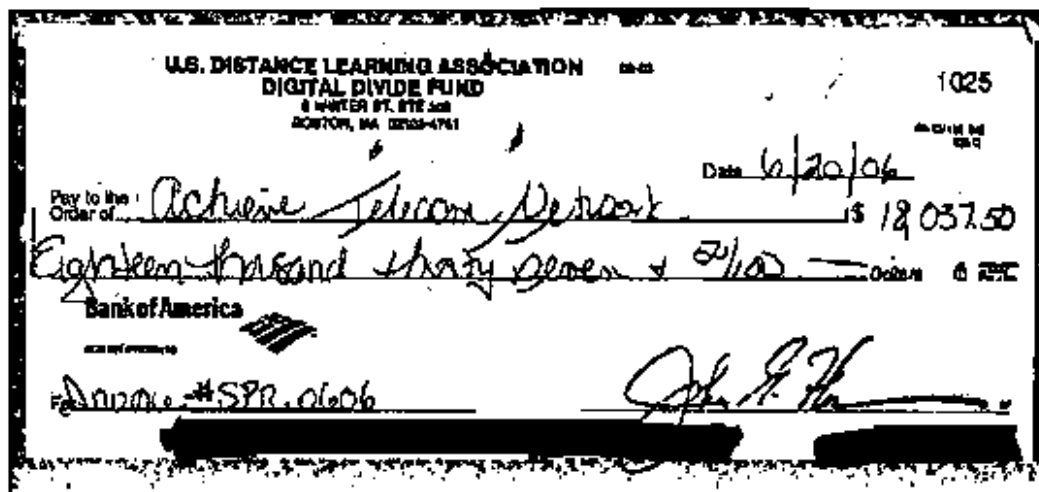 U.S. DISTANCE LEARNING ASSOCIATION
1025
DIGITAL DIVIDE FUND
BOSTON, MA
Date 6/20/06
Pay to the Order of Achieve Telecom Network $ 18,037.50
Eighteen thousand thirty seven + 50/100 Dollars
Bank of America
For #SPR.0606